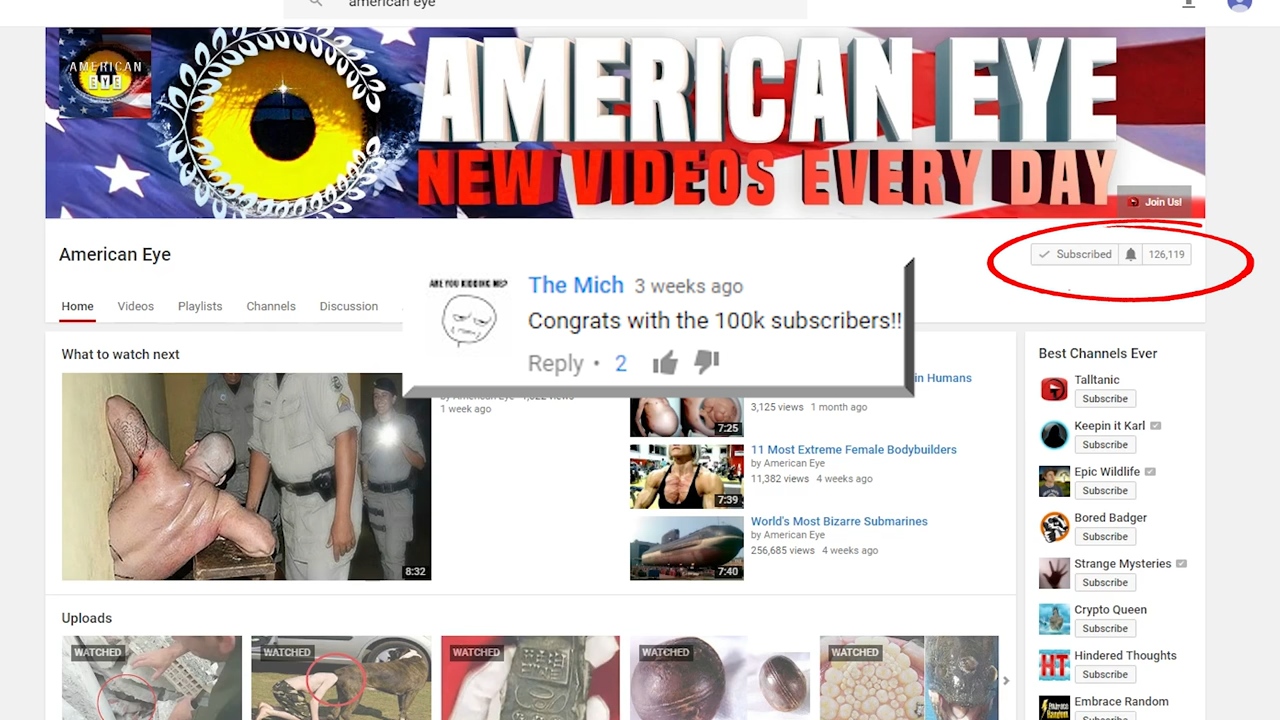 american eye
AMERICAN
EYE
AMERICAN EYE
NEW VIDEOS EVERY DAY
Join Us!
American Eye
Subscribed
126,119
Home
Videos
Playlists
Channels
Discussion
ARE YOU KIDDING ME?
The Mich 3 weeks ago
Congrats with the 100k subscribers!!
Reply • 2
What to watch next
8:32
by American Eye
1 week ago
in Humans
3,125 views 1 month ago
7:25
11 Most Extreme Female Bodybuilders
by American Eye
11,382 views 4 weeks ago
7:39
World's Most Bizarre Submarines
by American Eye
256,685 views 4 weeks ago
7:40
Best Channels Ever
Talltanic
Subscribe
Keepin it Karl
Subscribe
Epic Wildlife
Subscribe
Bored Badger
Subscribe
Strange Mysteries
Subscribe
Crypto Queen
Subscribe
HT
Hindered Thoughts
Subscribe
Embrace Random
Uploads
WATCHED
WATCHED
WATCHED
WATCHED
WATCHED